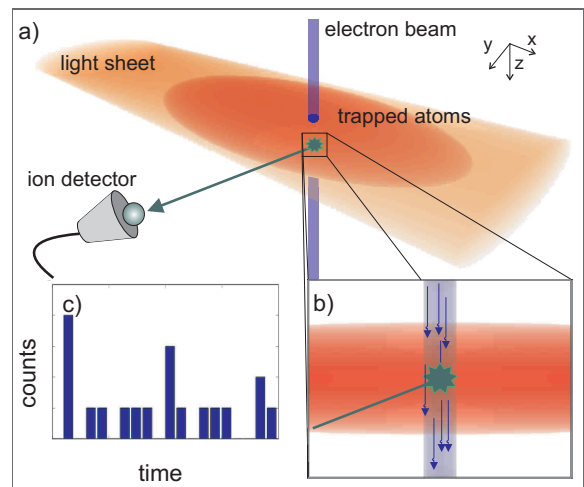 a)
electron beam
y
x
z
light sheet
trapped atoms
ion detector
c)
b)
counts
time